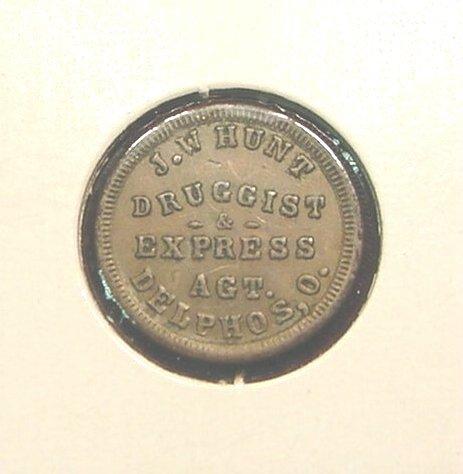 J.W HUNT
DRUGGIST
- & -
EXPRESS
AGT.
DELPHOS, O.